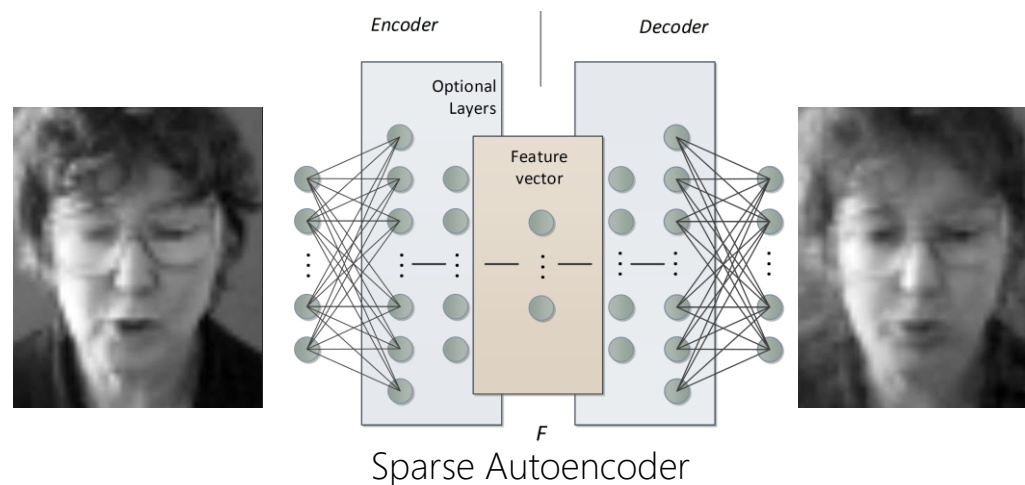 Encoder
Decoder
Optional
Layers
Feature
vector
F
Sparse Autoencoder